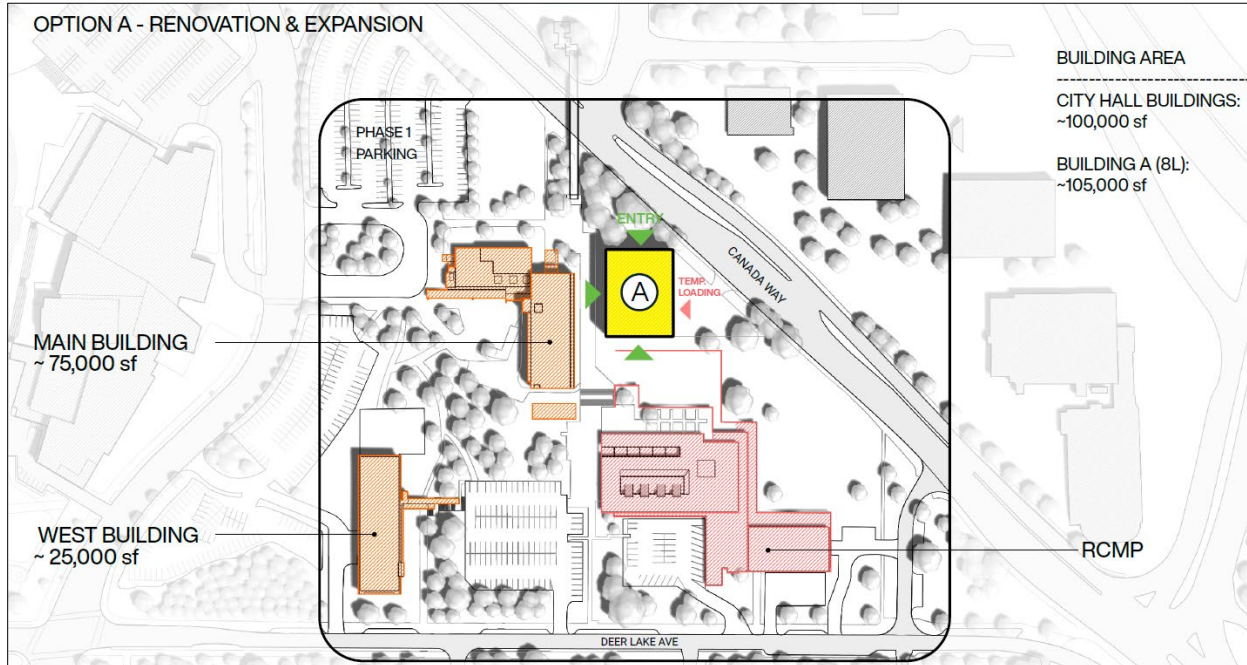 OPTION A - RENOVATION & EXPANSION
BUILDING AREA
CITY HALL BUILDINGS:
~100,000 sf
BUILDING A (8L):
~105,000 sf
PHASE 1
PARKING
ENTRY
CANADA WAY
TEMP.
LOADING
A
MAIN BUILDING
~ 75,000 sf
WEST BUILDING
~ 25,000 sf
RCMP
DEER LAKE AVE